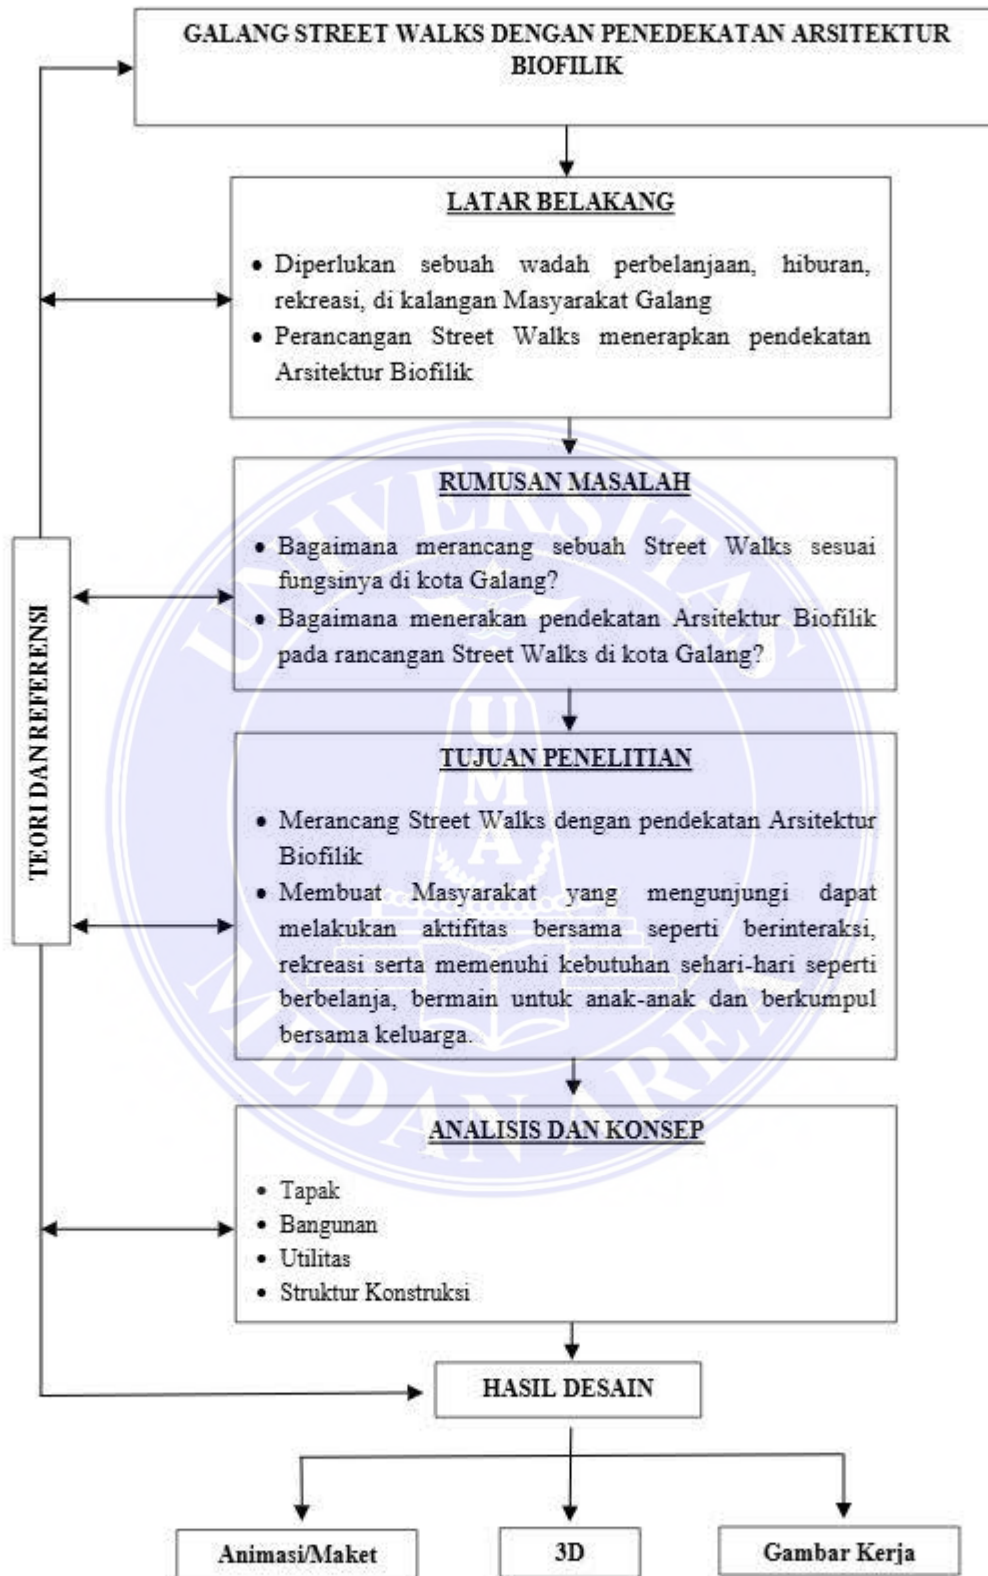 GALANG STREET WALKS DENGAN PENEDEKATAN ARSITEKTUR
BIOFILIK
LATAR BELAKANG
• Diperlukan sebuah wadah perbelanjaan, hiburan,
rekreasi, di kalangan Masyarakat Galang
• Perancangan Street Walks menerapkan pendekatan
Arsitektur Biofilik
RUMUSAN MASALAH
• Bagaimana merancang sebuah Street Walks sesuai
fungsinya di kota Galang?
• Bagaimana menerakan pendekatan Arsitektur Biofilik
pada rancangan Street Walks di kota Galang?
TEORI DAN REFERENSI
TUJUAN PENELITIAN
• Merancang Street Walks dengan pendekatan Arsitektur
Biofilik
• Membuat Masyarakat yang mengunjungi dapat
melakukan aktifitas bersama seperti berinteraksi,
rekreasi serta memenuhi kebutuhan sehari-hari seperti
berbelanja, bermain untuk anak-anak dan berkumpul
bersama keluarga..
ANALISIS DAN KONSEP
• Tapak
• Bangunan
• Utilitas
• Struktur Konstruksi
HASIL DESAIN
Animasi/Maket
3D
Gambar Kerja
UNIVERSITAS
UMA
MEDAN AREA